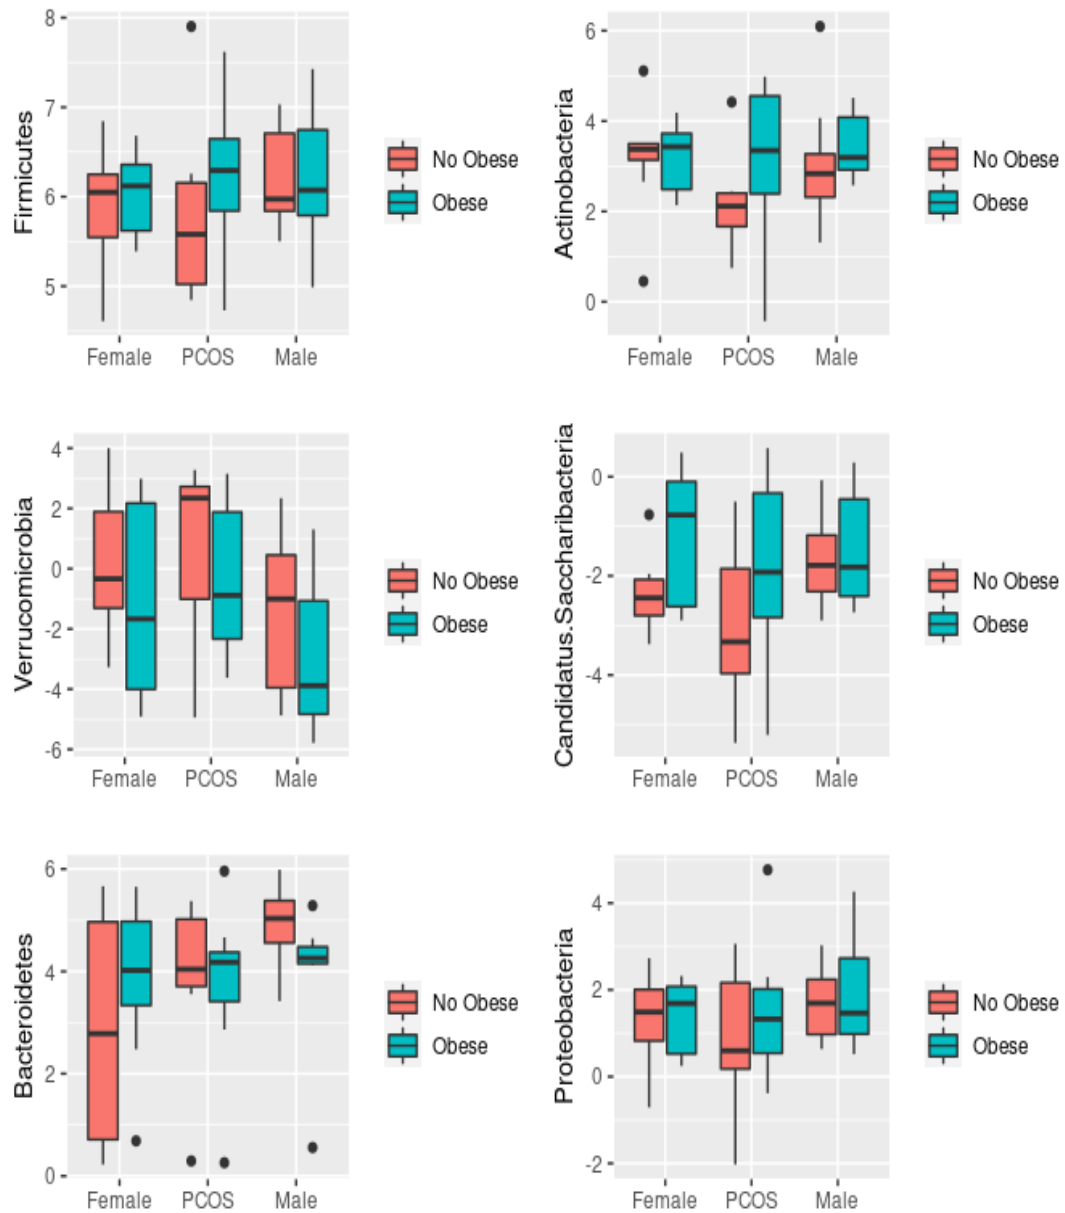 Firmicutes
8
7
6
5
Female PCOS Male
No Obese
Obese
Actinobacteria
6
4
2
0
Female PCOS Male
No Obese
Obese
Verrucomicrobia
4
2
0
-2
-4
-6
Female PCOS Male
No Obese
Obese
Candidatus.Saccharibacteria
0
-2
-4
Female PCOS Male
No Obese
Obese
Bacteroidetes
6
4
2
0
Female PCOS Male
No Obese
Obese
Proteobacteria
4
2
0
-2
Female PCOS Male
No Obese
Obese